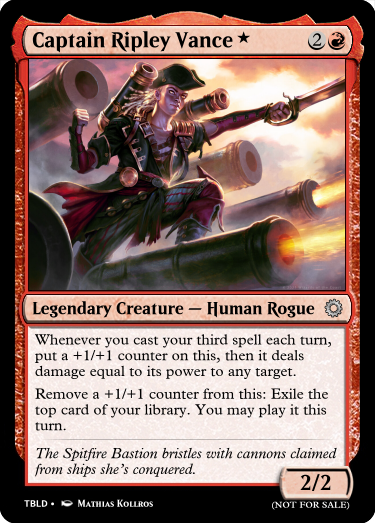 Captain Ripley Vance ★ 2
Legendary Creature — Human Rogue
Whenever you cast your third spell each turn,
put a +1/+1 counter on this, then it deals
damage equal to its power to any target.
Remove a +1/+1 counter from this: Exile the
top card of your library. You may play it this
turn.
The Spitfire Bastion bristles with cannons claimed
from ships she's conquered.
2/2
TBLD • Mathias Kollros
(NOT FOR SALE)